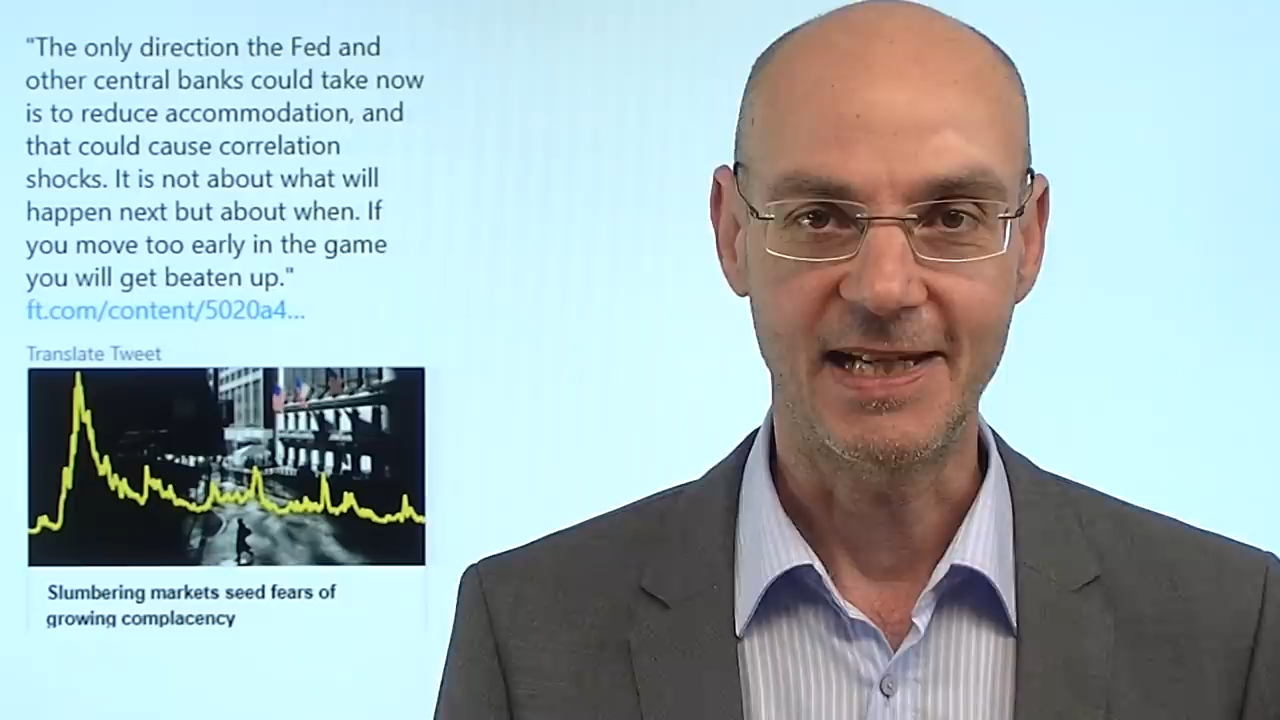 "The only direction the Fed and
other central banks could take now
is to reduce accommodation, and
that could cause correlation
shocks. It is not about what will
happen next but about when. If
you move too early in the game
you will get beaten up."
ft.com/content/5020a4...
Translate Tweet
Slumbering markets seed fears of
growing complacency